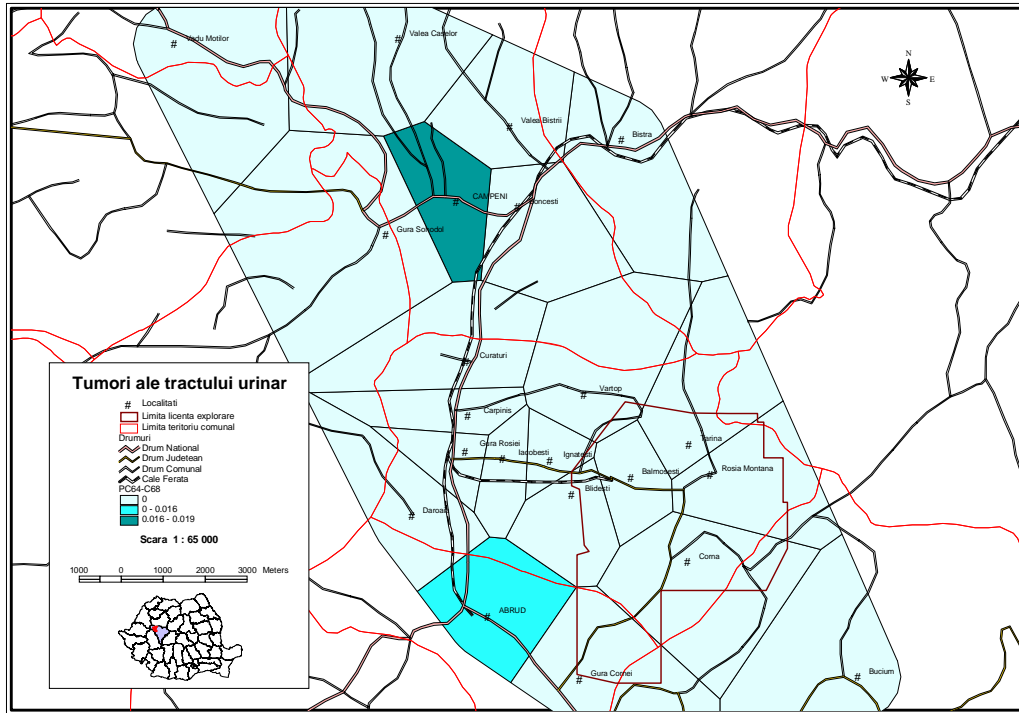 Vadu Motilor
Valea Caselor
N
W E
S
Valea Bistrii
Bistra
CAMPENI
Boncesti
Gura Sohodol
Curaturi
Vartop
Carpinis
Gura Rosiei
Iacobesti
Ignatesti
Tarina
Balmosesti
Rosia Montana
Blidesti
Daroaia
Corna
ABRUD
Gura Cornei
Bucium
Tumori ale tractului urinar
# Localitati
Limita licenta explorare
Limita teritoriu comunal
Drumuri
Drum National
Drum Judetean
Drum Comunal
Cale Ferata
PC64-C68
0
0 - 0.016
0.016 - 0.019
Scara 1 : 65 000
1000 0 1000 2000 3000 Meters